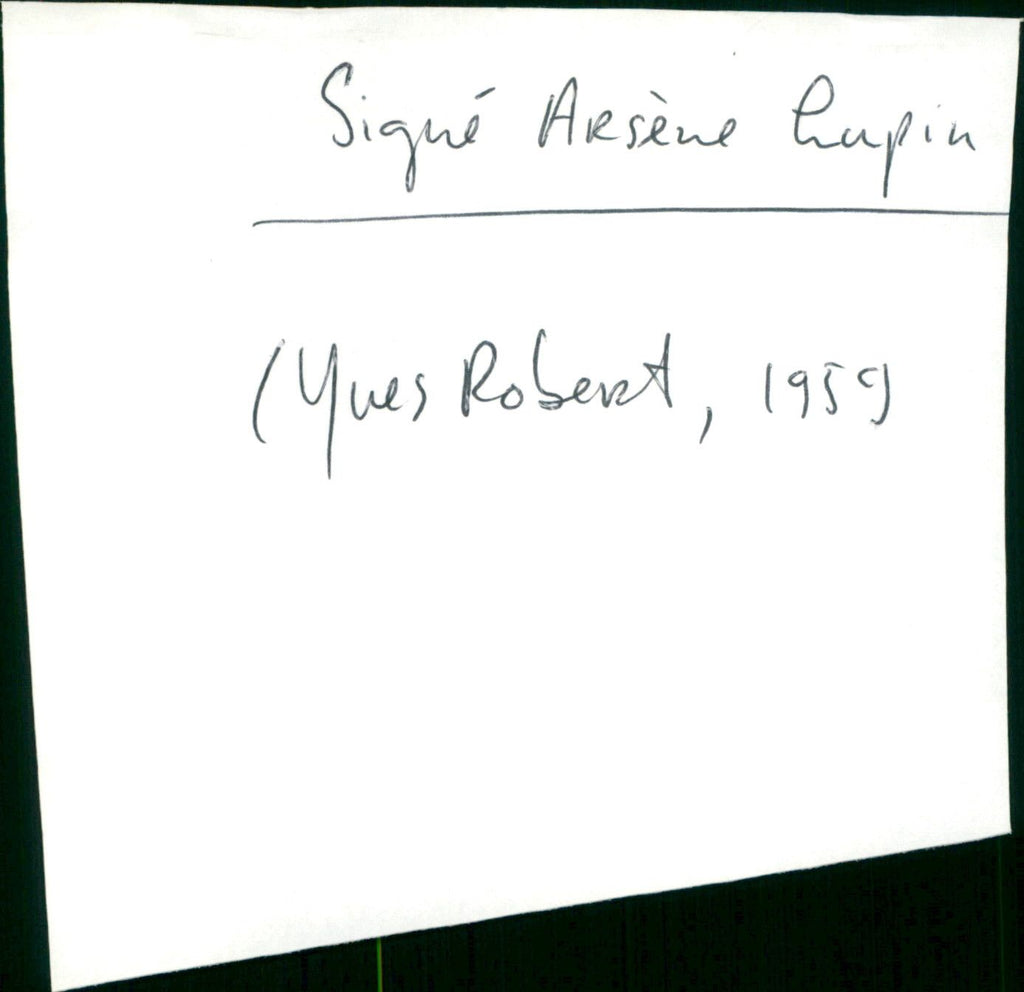 Signé Arsène Lupin
(Yves Robert, 1959